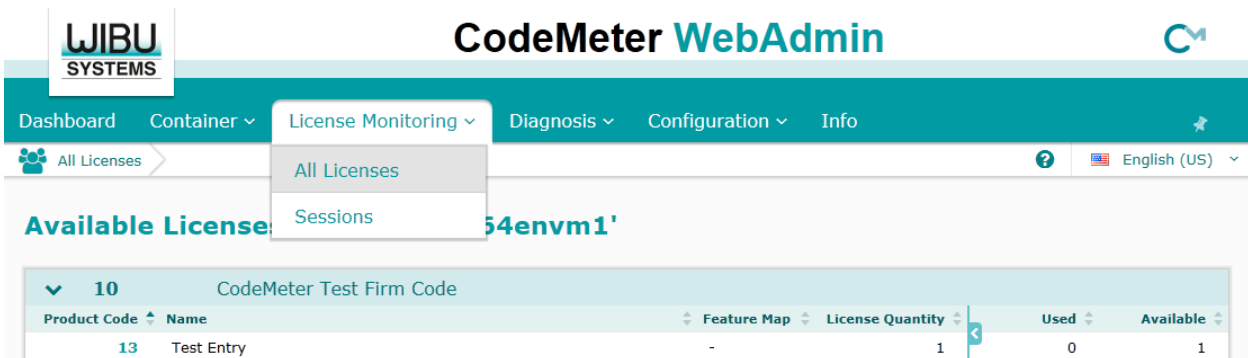 WIBU
SYSTEMS
CodeMeter WebAdmin
Dashboard Container License Monitoring Diagnosis Configuration Info
All Licenses
English (US)
All Licenses
Sessions
Available License 64envm1'
10 CodeMeter Test Firm Code
Product Code Name Feature Map License Quantity Used Available
13 Test Entry - 1 0 1